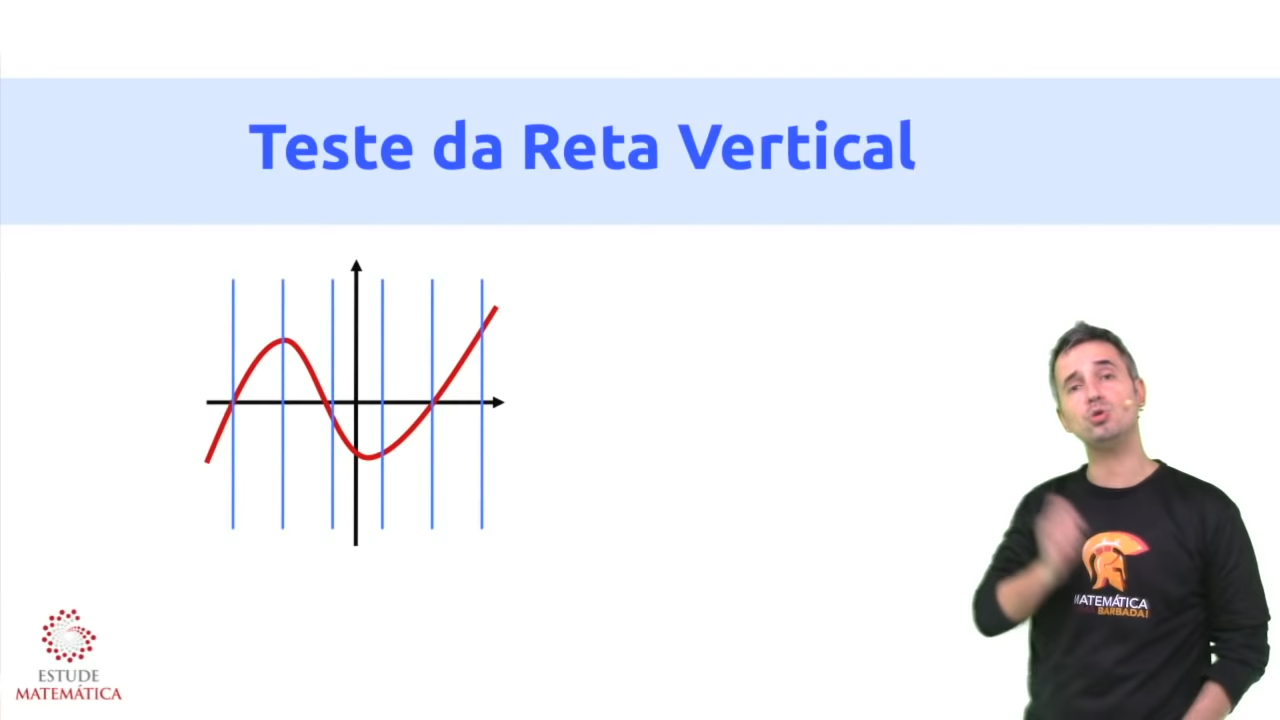 Teste da Reta Vertical
MATEMÁTICA
BARBADA!
ESTUDE
MATEMÁTICA